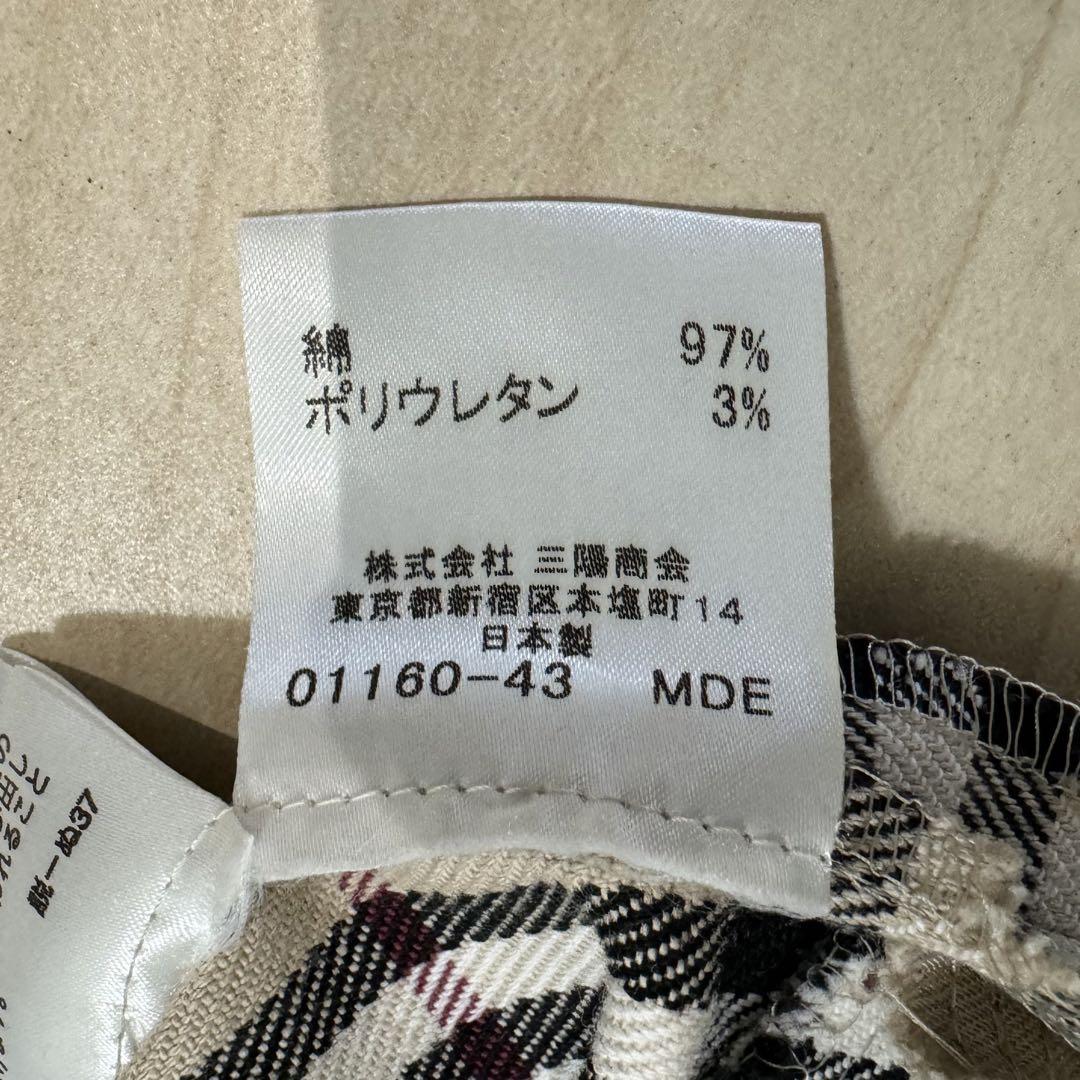 綿 97%
ポリウレタン 3%
株式会社 三陽商会
東京都新宿区本塩町14
日本製
01160-43 MDE